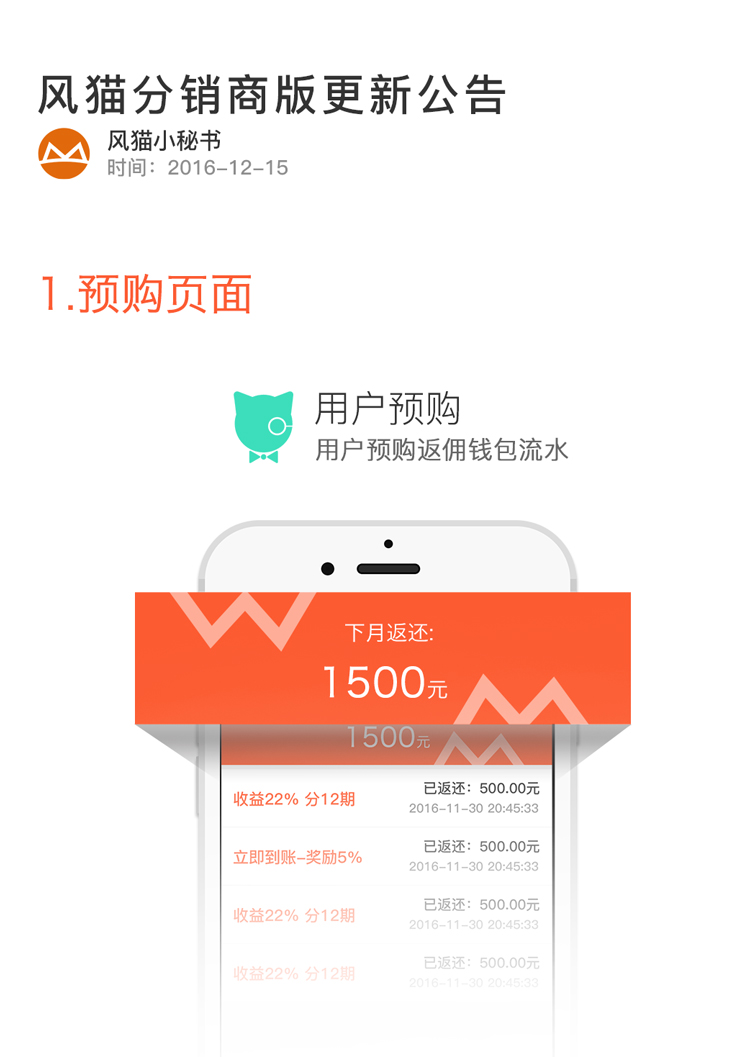 风猫分销商版更新公告
风猫小秘书
时间：2016-12-15
1.预购页面
用户预购
用户预购返佣钱包流水
下月返还:
1500元
1500元
收益22% 分12期
已返还：500.00元
2016-11-30 20:45:33
立即到账-奖励5%
已返还：500.00元
2016-11-30 20:45:33
收益22% 分12期
已返还：500.00元
2016-11-30 20:45:33
收益22% 分12期
已返还：500.00元
2016-11-30 20:45:33